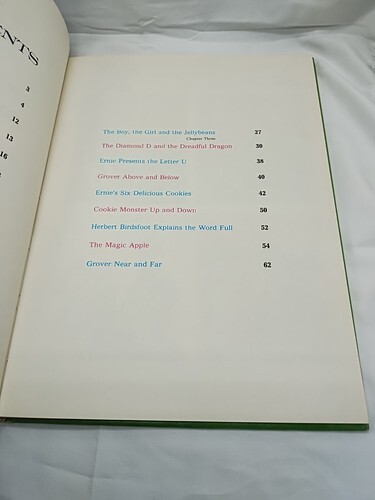 ENTS
3
4
12
13
16
The Boy, the Girl and the Jellybeans 27
Chapter Three
The Diamond D and the Dreadful Dragon 30
Ernie Presents the Letter U 38
Grover Above and Below 40
Ernie's Six Delicious Cookies 42
Cookie Monster Up and Down 50
Herbert Birdsfoot Explains the Word Full 52
The Magic Apple 54
Grover Near and Far 62